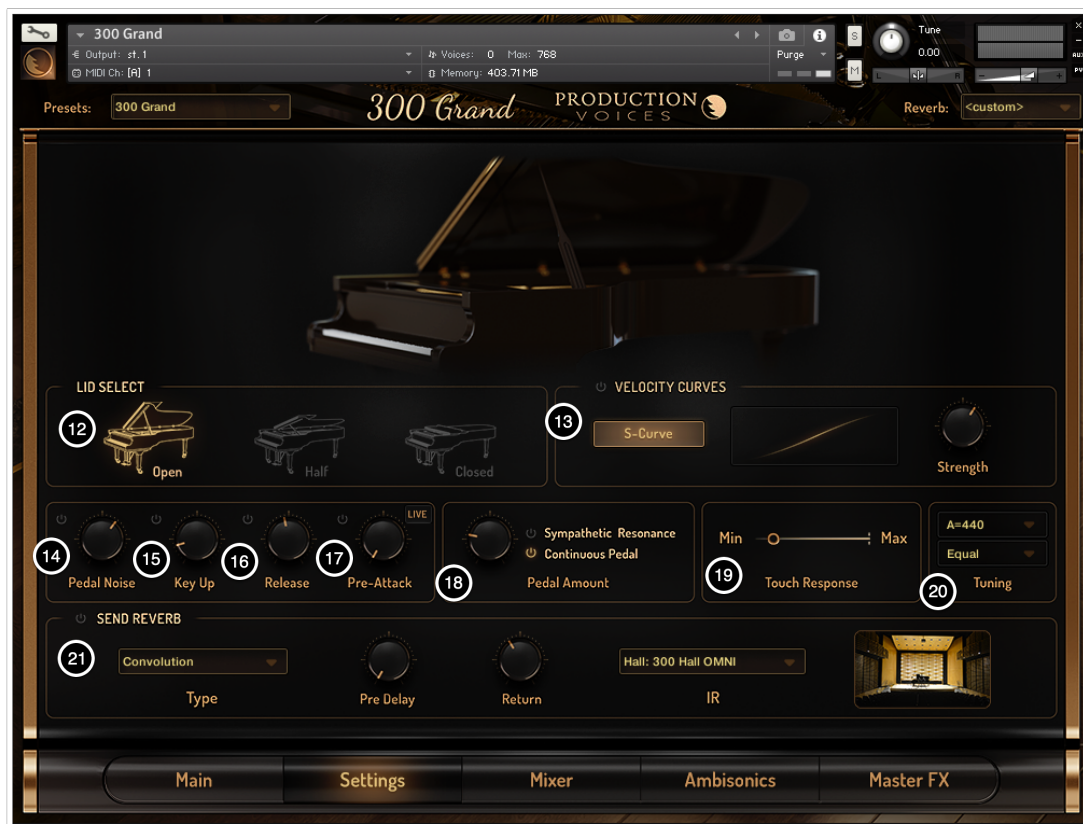 300 Grand
Output: st.1
Voices: 0 Max: 768
Purge
MIDI Ch: [A] 1
Memory: 403.71 MB
S
M
Tune
0.00
L
R
AUX
PV
Presets:
300 Grand
300 Grand
PRODUCTION
VOICES
Reverb:
<custom>
LID SELECT
12
Open
Half
Closed
VELOCITY CURVES
13
S-Curve
Strength
14
Pedal Noise
15
Key Up
16
Release
17
LIVE
Pre-Attack
18
Sympathetic Resonance
Continuous Pedal
Pedal Amount
Min
Max
19
Touch Response
A=440
Equal
20
Tuning
SEND REVERB
21
Convolution
Type
Pre Delay
Return
Hall: 300 Hall OMNI
IR
Main
Settings
Mixer
Ambisonics
Master FX